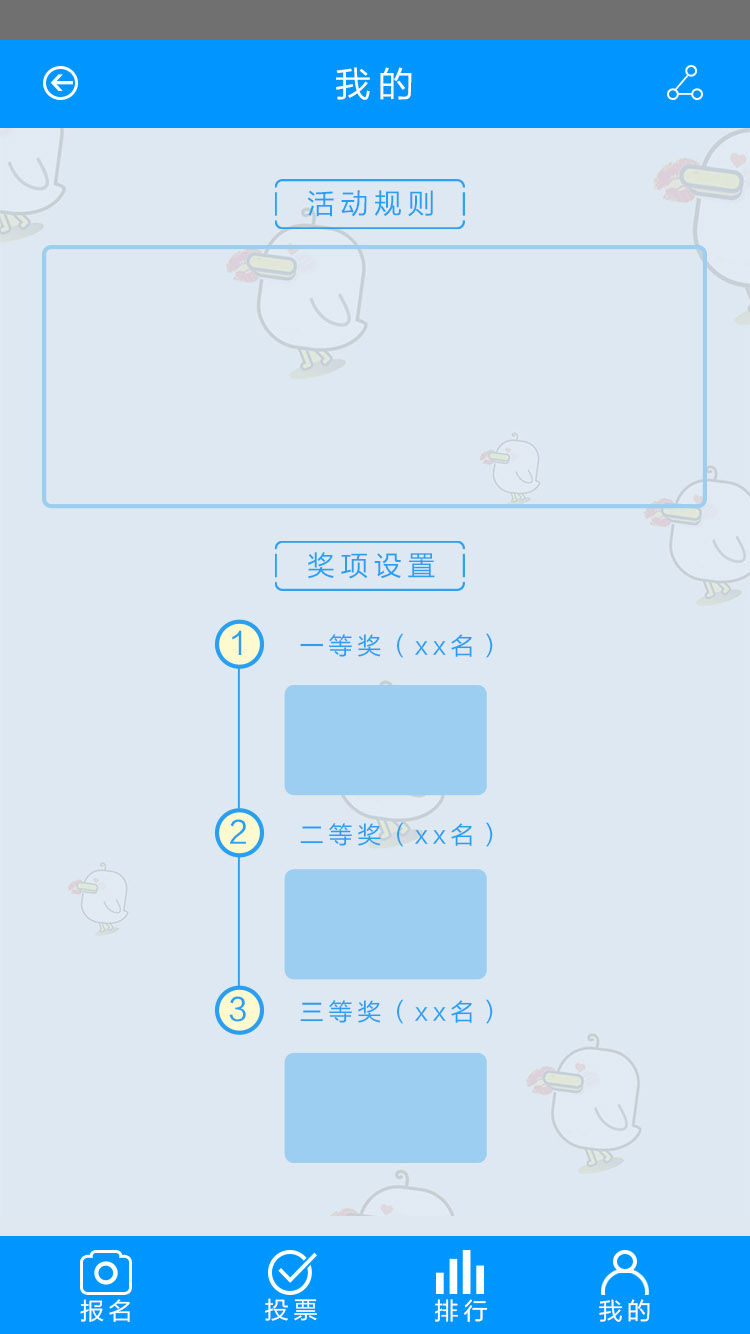 我的
活动规则
奖项设置
1 一等奖（xx名）
2 二等奖（xx名）
3 三等奖（xx名）
报名 投票 排行 我的